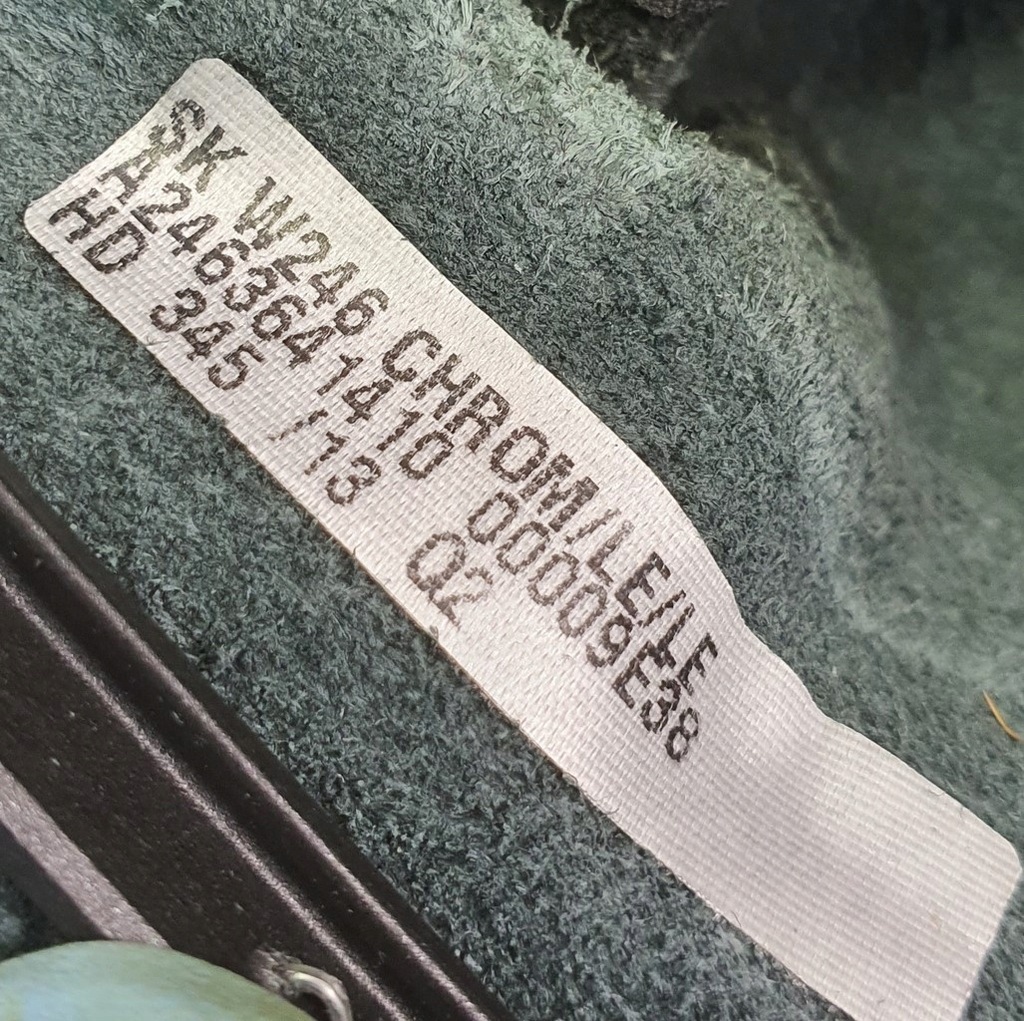 SK W246 CHROM/LE/LE
A2463641410 00009E38
HD 345 /13 Q2